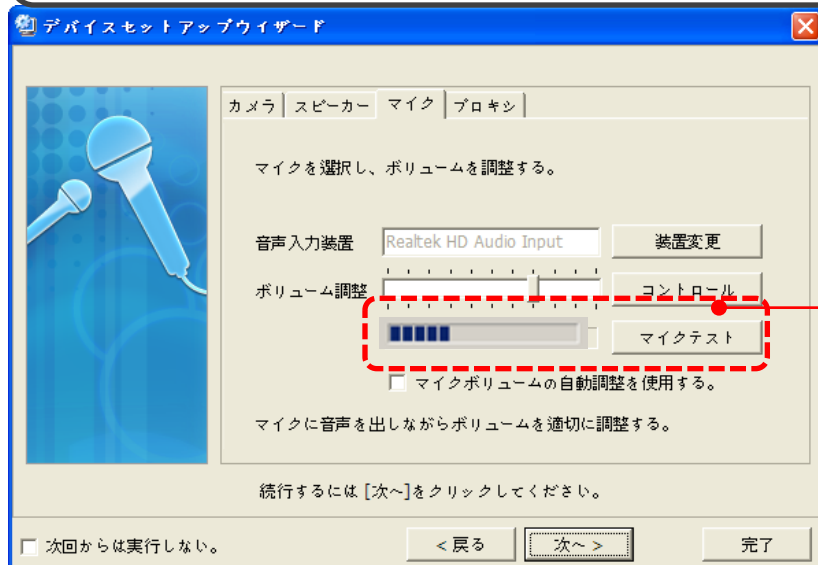 デバイスセットアップウィザード
カメラ スピーカー マイク プロキシ
マイクを選択し、ボリュームを調整する。
音声入力装置 Realtek HD Audio Input 装置変更
ボリューム調整 コントロール
マイクテスト
マイクボリュームの自動調整を使用する。
マイクに音声を出しながらボリュームを適切に調整する。
続行するには [次へ]をクリックしてください。
次回からは実行しない。 < 戻る 次へ > 完了